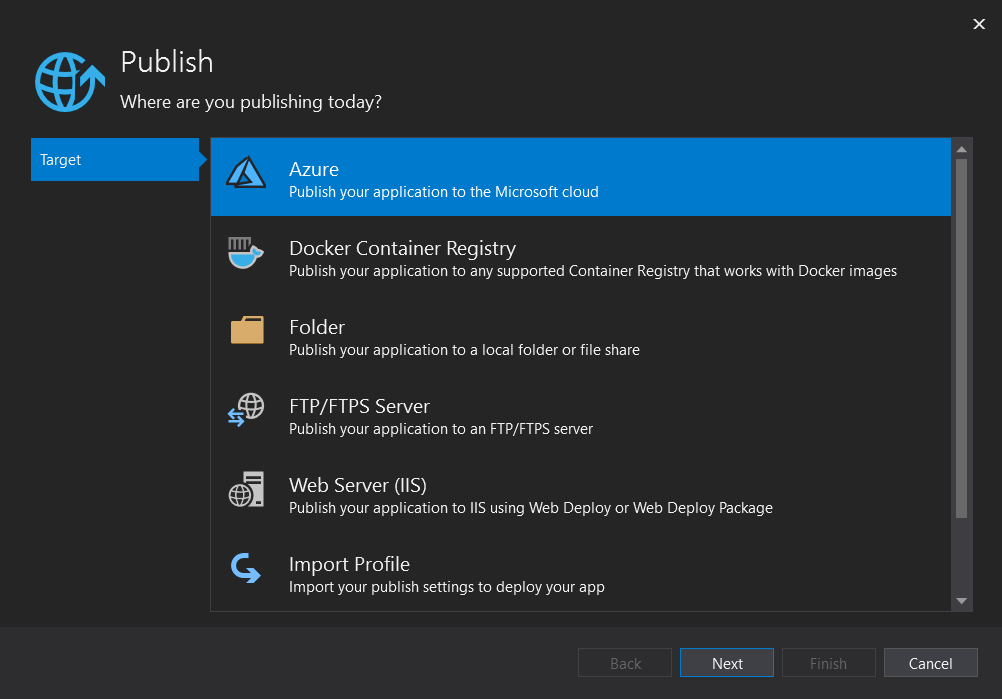 Publish
Where are you publishing today?
Target
Azure
Publish your application to the Microsoft cloud
Docker Container Registry
Publish your application to any supported Container Registry that works with Docker images
Folder
Publish your application to a local folder or file share
FTP/FTPS Server
Publish your application to an FTP/FTPS server
Web Server (IIS)
Publish your application to IIS using Web Deploy or Web Deploy Package
Import Profile
Import your publish settings to deploy your app
Back
Next
Finish
Cancel